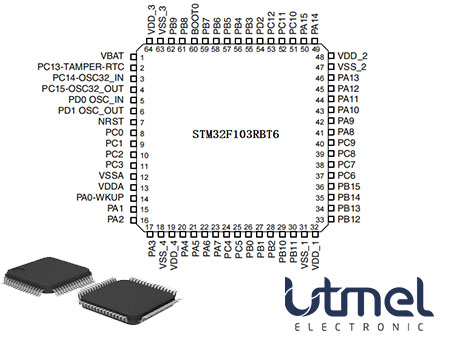 VDD_3 VSS_3 PB9 PB8 BOOT0 PB7 PB6 PB5 PB4 PB3 PD2 PC12 PC11 PC10 PA15 PA14
64 63 62 61 60 59 58 57 56 55 54 53 52 51 50 49
VBAT 1 48 VDD_2
PC13-TAMPER-RTC 2 47 VSS_2
PC14-OSC32_IN 3 46 PA13
PC15-OSC32_OUT 4 45 PA12
PD0 OSC_IN 5 44 PA11
PD1 OSC_OUT 6 43 PA10
NRST 7 42 PA9
PC0 8 41 PA8
STM32F103RBT6
PC1 9 40 PC9
PC2 10 39 PC8
PC3 11 38 PC7
VSSA 12 37 PC6
VDDA 13 36 PB15
PA0-WKUP 14 35 PB14
PA1 15 34 PB13
PA2 16 33 PB12
17 18 19 20 21 22 23 24 25 26 27 28 29 30 31 32
PA3 VSS_4 VDD_4 PA4 PA5 PA6 PA7 PC4 PC5 PB0 PB1 PB2 PB10 PB11 VSS_1 VDD_1
Utmel
ELECTRONIC